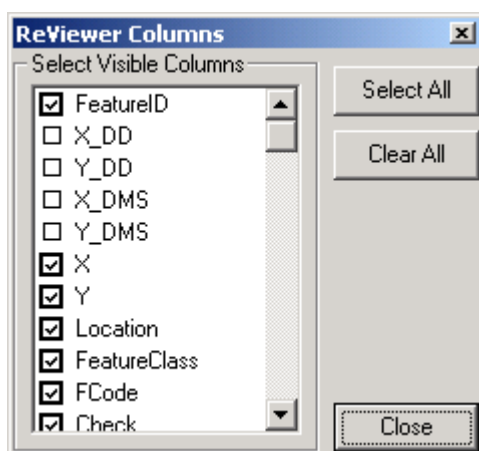 ReViewer Columns
Select Visible Columns
FeatureID
X_DD
Y_DD
X_DMS
Y_DMS
X
Y
Location
FeatureClass
FCode
Check
Select All
Clear All
Close